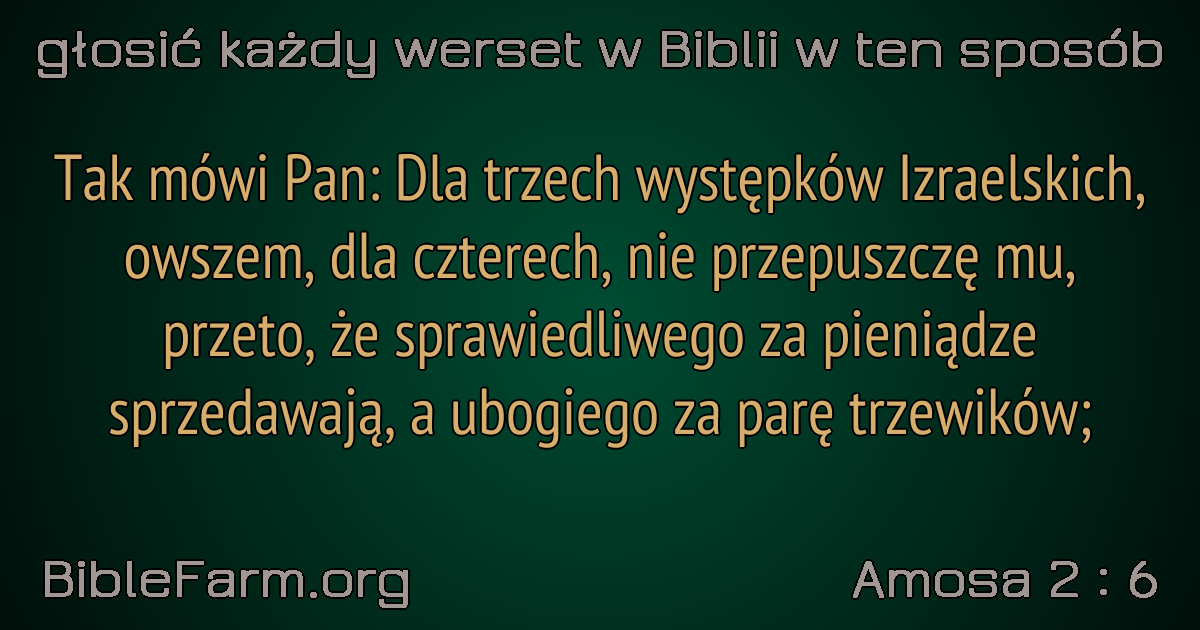 głosić każdy werset w Biblii w ten sposób
Tak mówi Pan: Dla trzech występków Izraelskich,
owszem, dla czterech, nie przepuszczę mu,
przeto, że sprawiedliwego za pieniądze
sprzedawają, a ubogiego za parę trzewików;
BibleFarm.org
Amosa 2 : 6